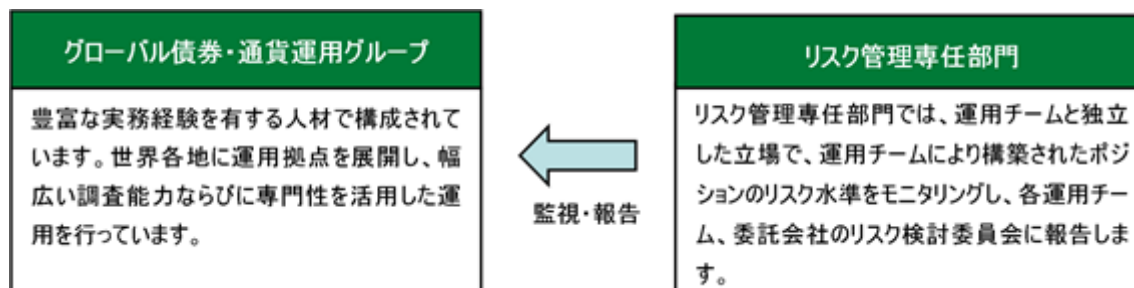 グローバル債券・通貨運用グループ
豊富な実務経験を有する人材で構成されて
います。世界各地に運用拠点を展開し、幅
広い調査能力ならびに専門性を活用した運
用を行っています。
監視・報告
リスク管理専任部門
リスク管理専任部門では、運用チームと独立
した立場で、運用チームにより構築されたポジ
ションのリスク水準をモニタリングし、各運用チー
ム、委託会社のリスク検討委員会に報告しま
す。